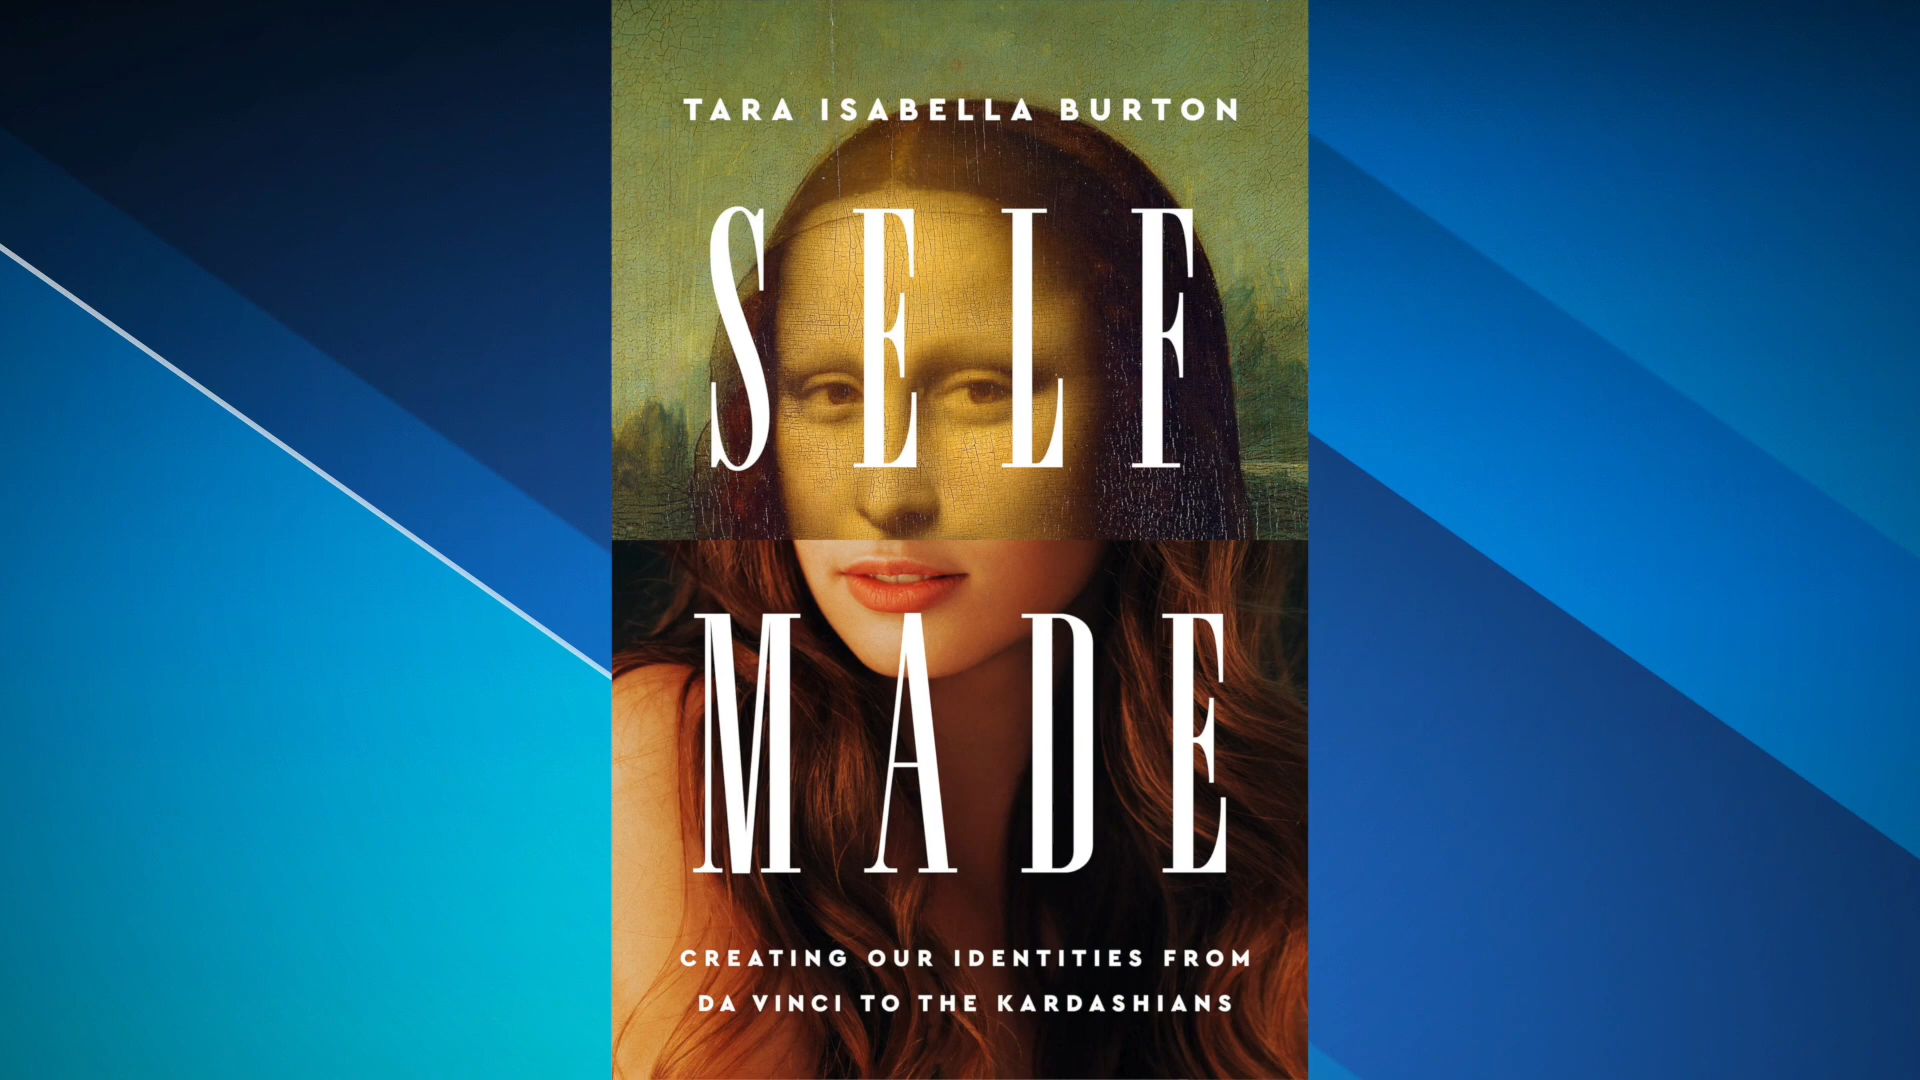 TARA ISABELLA BURTON
SELF
MADE
CREATING OUR IDENTITIES FROM
DA VINCI TO THE KARDASHIANS